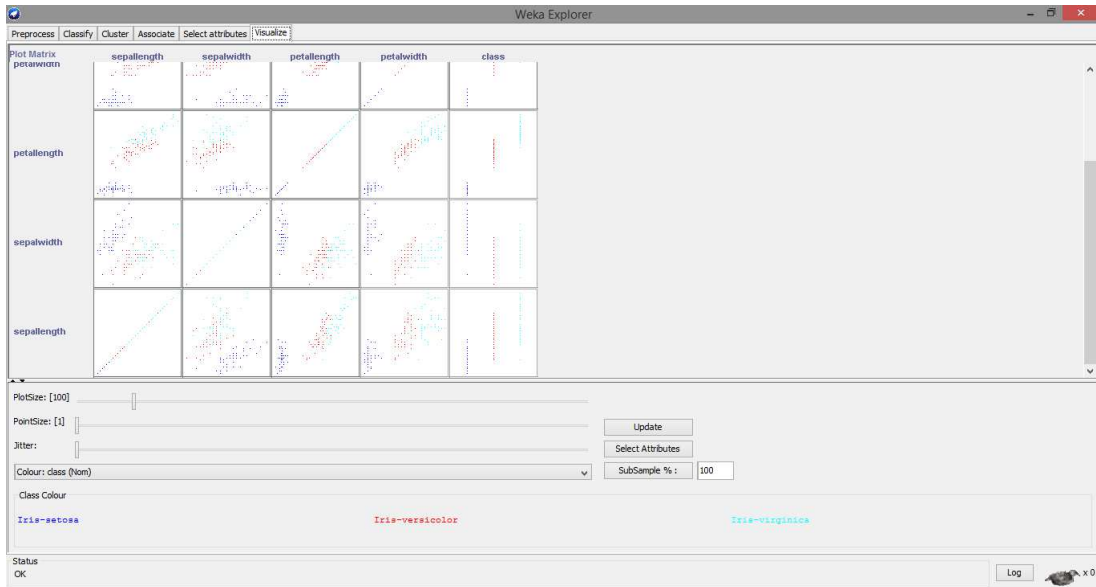 Weka Explorer
Preprocess Classify Cluster Associate Select attributes Visualize
Plot Matrix sepallength sepalwidth petallength petalwidth class
petalwidth
petallength
sepalwidth
sepallength
PlotSize: [100]
PointSize: [1]
Update
Jitter:
Select Attributes
Colour: class (Nom)
SubSample % : 100
Class Colour
Iris-setosa Iris-versicolor Iris-virginica
Status
OK
Log x 0